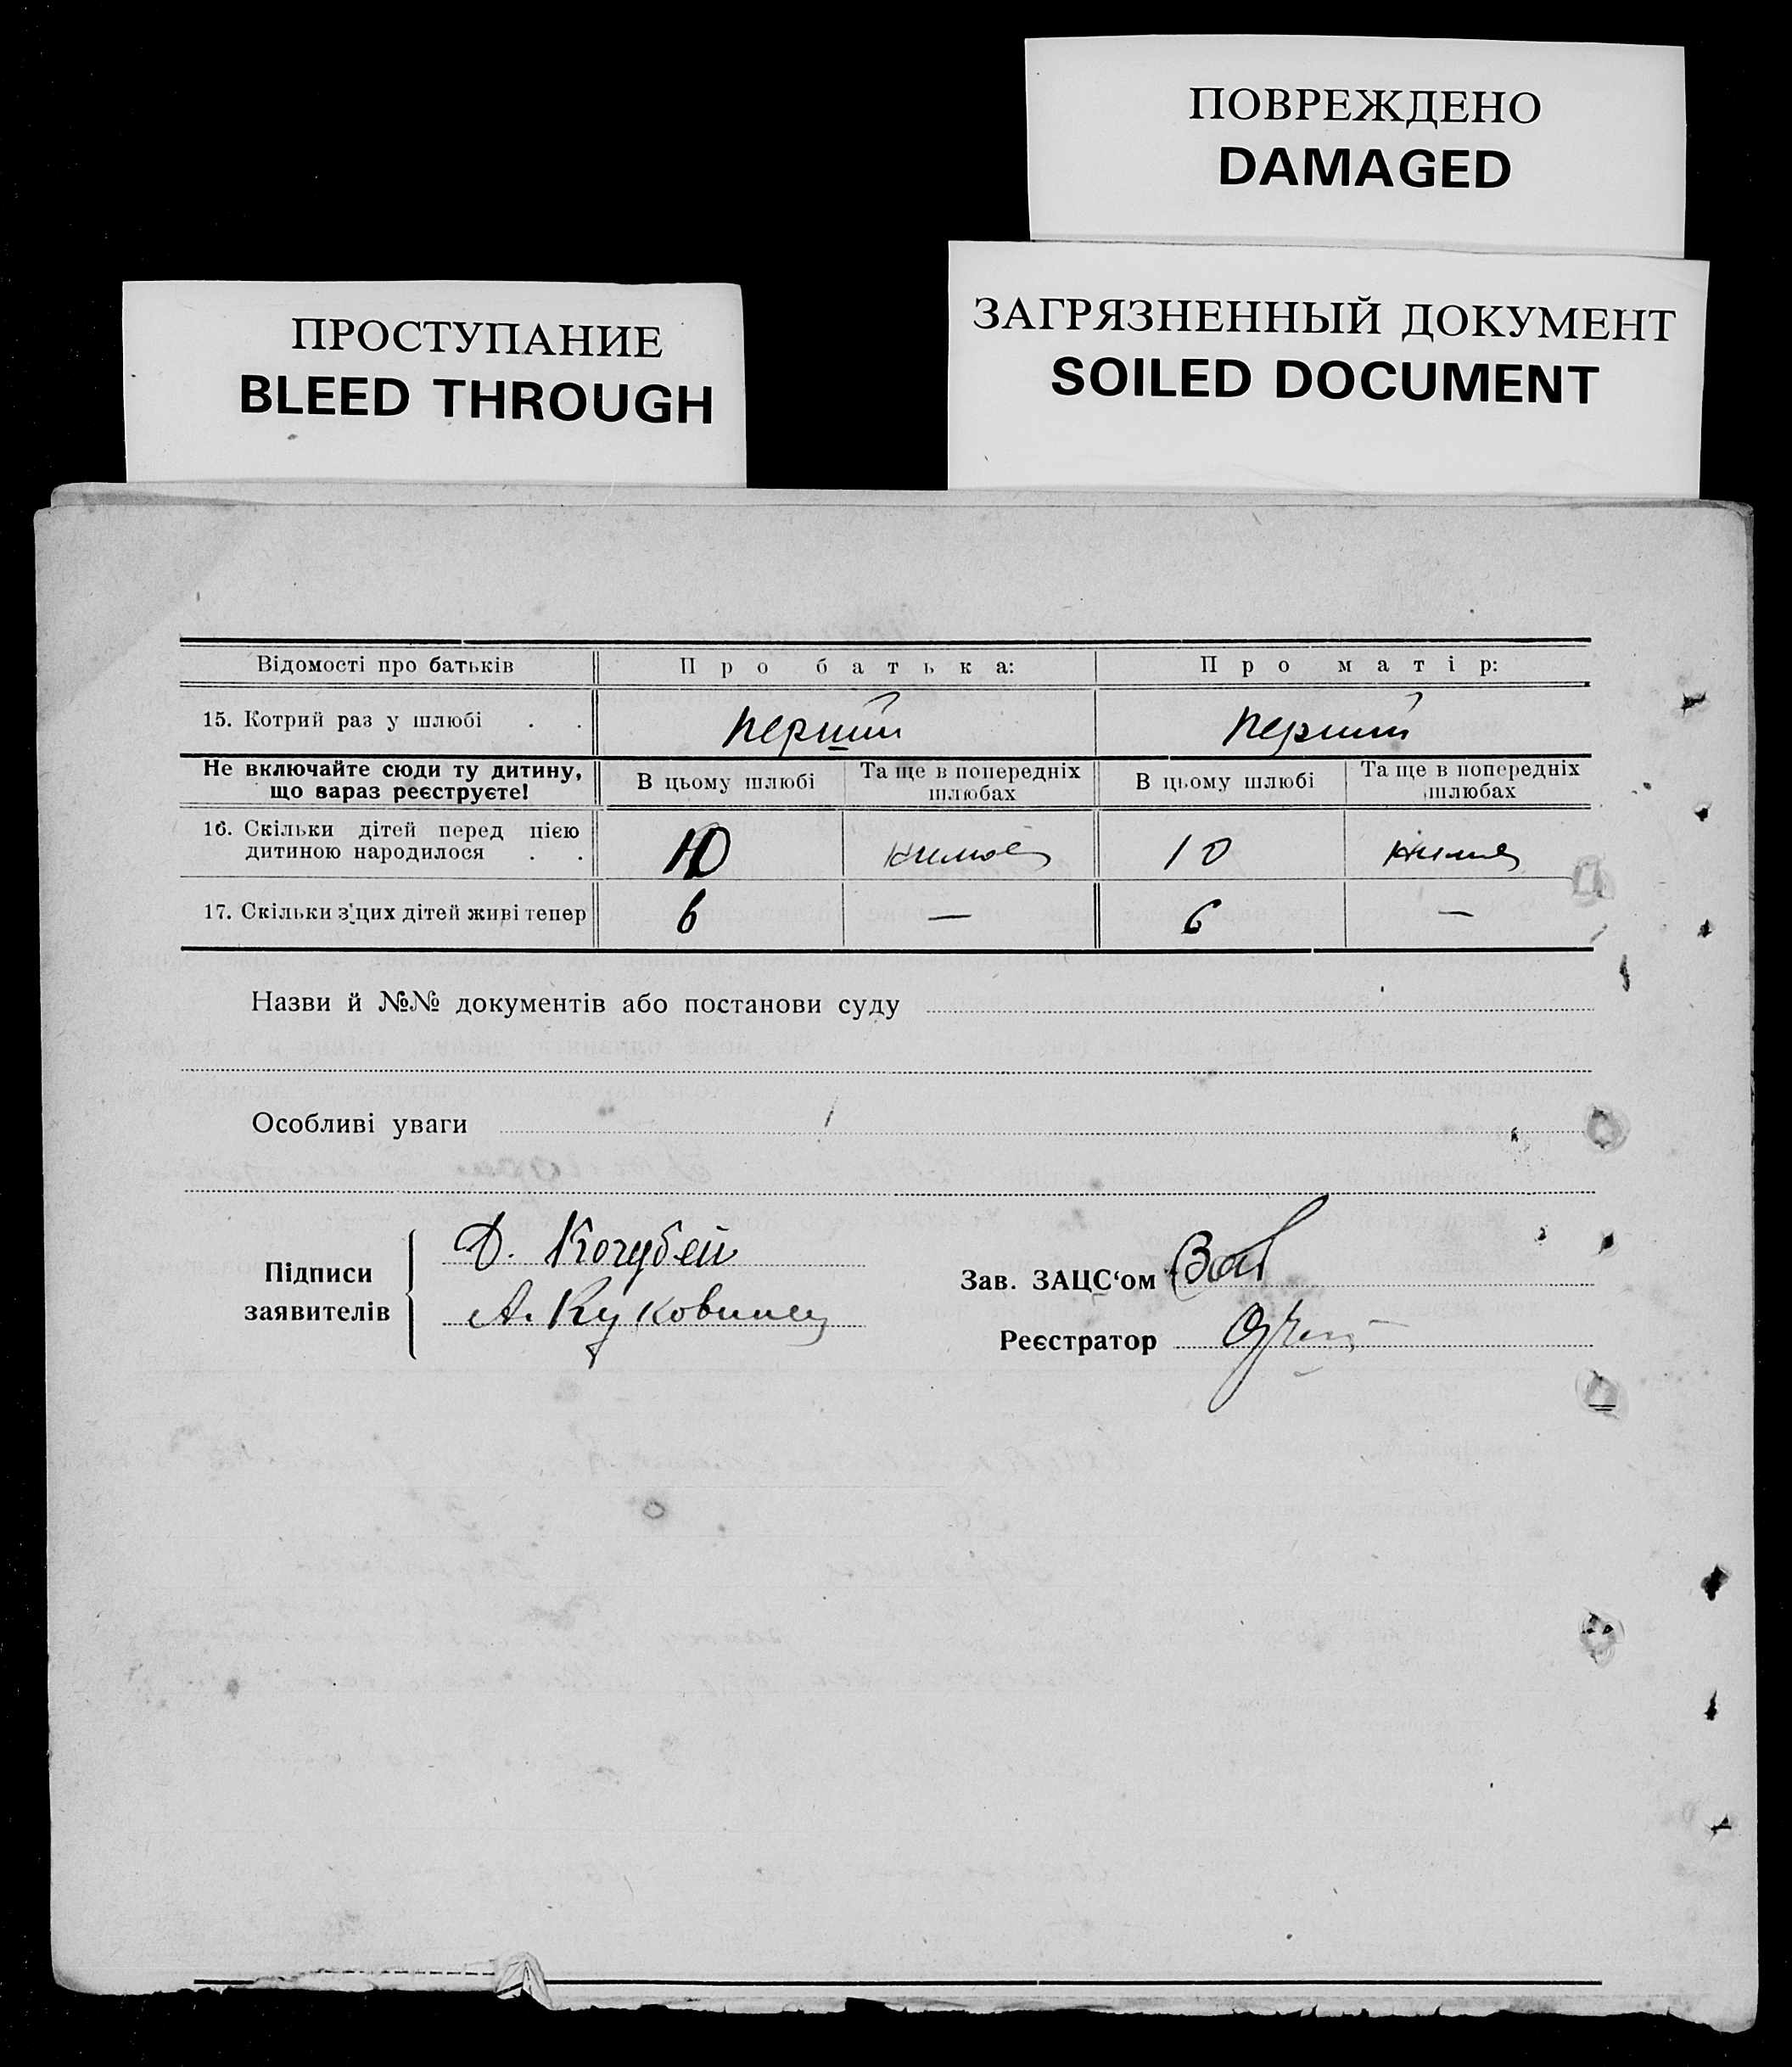 ПОВРЕЖДЕНО
DAMAGED
ЗАГРЯЗНЕННЫЙ ДОКУМЕНТ
SOILED DOCUMENT
ПРОСТУПАНИЕ
BLEED THROUGH
Відомості про батьків Про батька: Про матір:
15. Котрий раз у шлюбі . . перший перший
Не включайте сюди ту дитину, що вараз реєструєте! В цьому шлюбі Та ще в попередніх шлюбах В цьому шлюбі Та ще в попередніх шлюбах
16. Скільки дітей перед цією
дитиною народилося . . 10 10
17. Скільки з'цих дітей живі тепер 6 — 6 —
Назви й №№ документів або постанови суду
Особливі уваги
Підписи
заявителів
Д. Кочубей
А. Куковинец
Зав. ЗАЦС'ом
Реєстратор